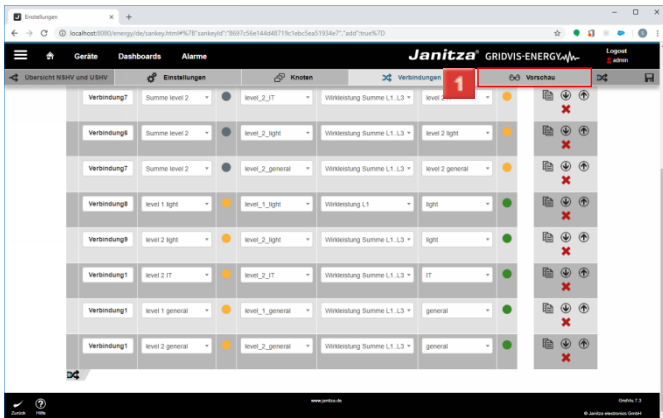 Einstellungen
localhost:8080/energy/de/sankey.html#%7B"sankeyId":"8697c56e144d48719c1ebc5ea51934e7","add":true%7D
Geräte Dashboards Alarme Janitza® GRIDVIS-ENERGY Logout
admin
Übersicht NSHV und USHV Einstellungen Knoten Verbindungen 1 Vorschau
Verbindung7 Summe level 2 level_2_IT Wirkleistung Summe L1..L3 level 2
Verbindung6 Summe level 2 level_2_light Wirkleistung Summe L1..L3 level 2 light
Verbindung7 Summe level 2 level_2_general Wirkleistung Summe L1..L3 level 2 general
Verbindung8 level 1 light level_1_light Wirkleistung L1 light
Verbindung9 level 2 light level_2_light Wirkleistung Summe L1..L3 light
Verbindung1 level 2 IT level_2_IT Wirkleistung Summe L1..L3 IT
Verbindung1 level 1 general level_1_general Wirkleistung Summe L1..L3 general
Verbindung1 level 2 general level_2_general Wirkleistung Summe L1..L3 general
Zurück Hilfe www.janitza.de GridVis 7.3
© Janitza electronics GmbH